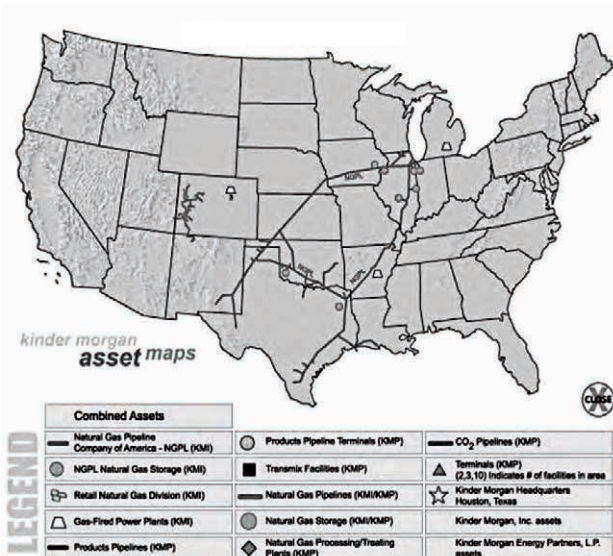 NGPL
NGPL
NGPL
kinder morgan
asset maps
X
CLOSE
LEGEND
Combined Assets
Natural Gas Pipeline
Company of America - NGPL (KMI)
Products Pipeline Terminals (KMP)
CO2 Pipelines (KMP)
NGPL Natural Gas Storage (KMI)
Transmix Facilities (KMP)
Terminals (KMP)
(2,3,10) Indicates # of facilities in area
Retail Natural Gas Division (KMI)
Natural Gas Pipelines (KMI/KMP)
Kinder Morgan Headquarters
Houston, Texas
Gas-Fired Power Plants (KMI)
Natural Gas Storage (KMI/KMP)
Kinder Morgan, Inc. assets
Products Pipelines (KMP)
Natural Gas Processing/Treating
Plants (KMP)
Kinder Morgan Energy Partners, L.P.
assets